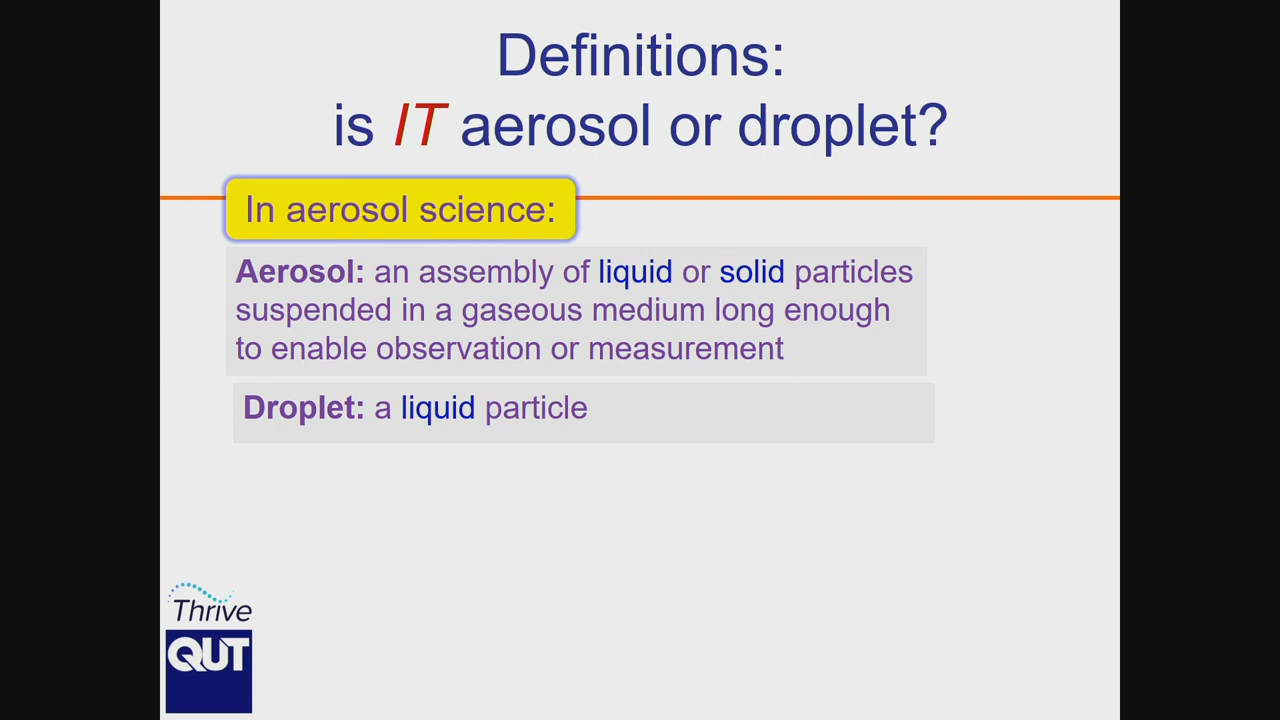 Definitions:
is IT aerosol or droplet?
In aerosol science:
Aerosol: an assembly of liquid or solid particles
suspended in a gaseous medium long enough
to enable observation or measurement
Droplet: a liquid particle
Thrive
QUT